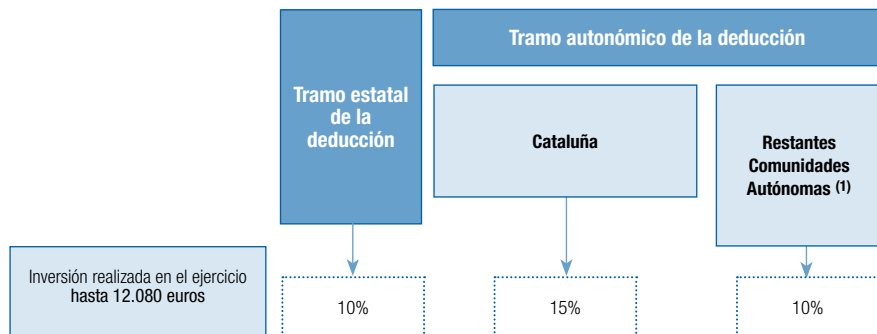 Tramo autonómico de la deducción
Tramo estatal
de la
deducción
Cataluña
Restantes
Comunidades
Autónomas (1)
Inversión realizada en el ejercicio
hasta 12.080 euros
10%
15%
10%